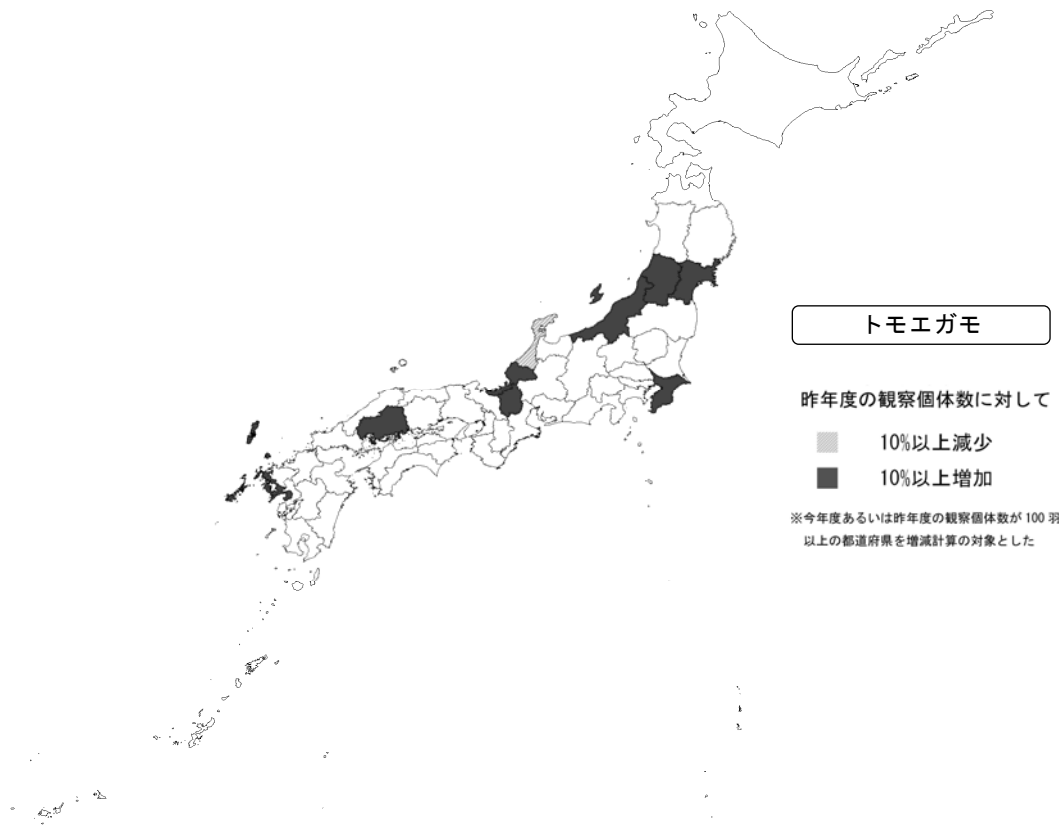 トモエガモ
昨年度の観察個体数に対して
10%以上減少
10%以上増加
※今年度あるいは昨年度の観察個体数が 100 羽
以上の都道府県を増減計算の対象とした